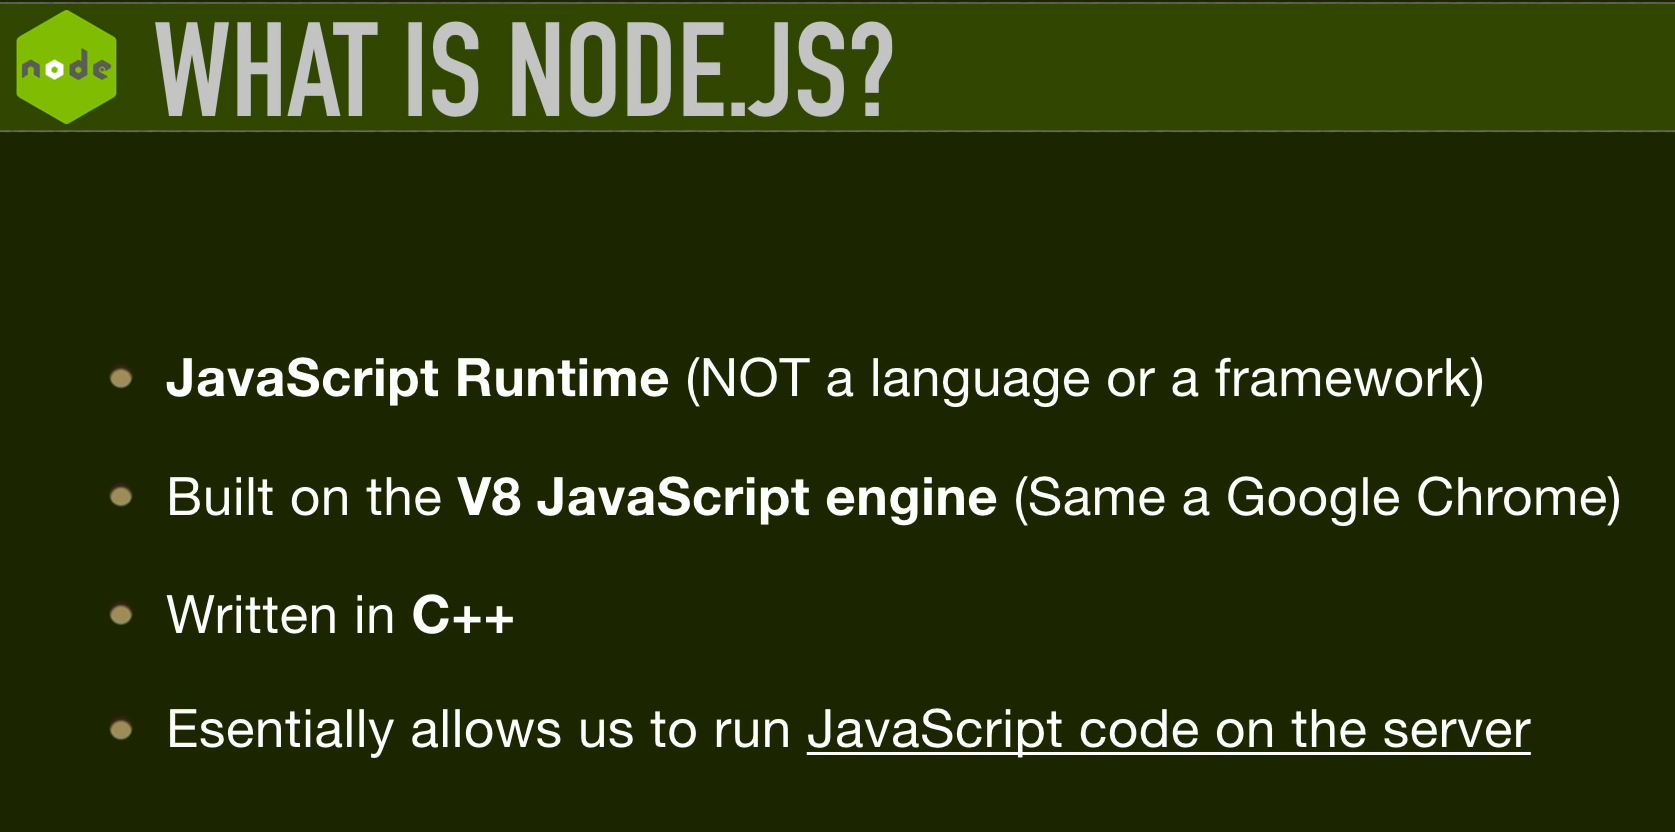 node
WHAT IS NODE.JS?
JavaScript Runtime (NOT a language or a framework)
Built on the V8 JavaScript engine (Same a Google Chrome)
Written in C++
Esentially allows us to run JavaScript code on the server